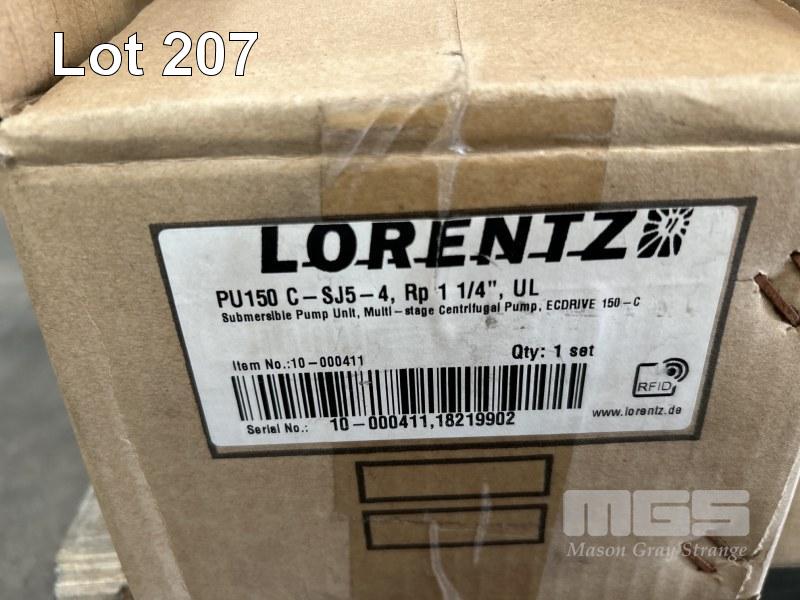 Lot 207
LORENTZ
PU150 C-SJ5-4, Rp 1 1/4", UL
Submersible Pump Unit, Multi-stage Centrifugal Pump, ECDRIVE 150-C
Item No.:10-000411
Qty: 1 set
RFID
www.lorentz.de
Serial No.: 10-000411,18219902
MGS
Mason Gray Strange